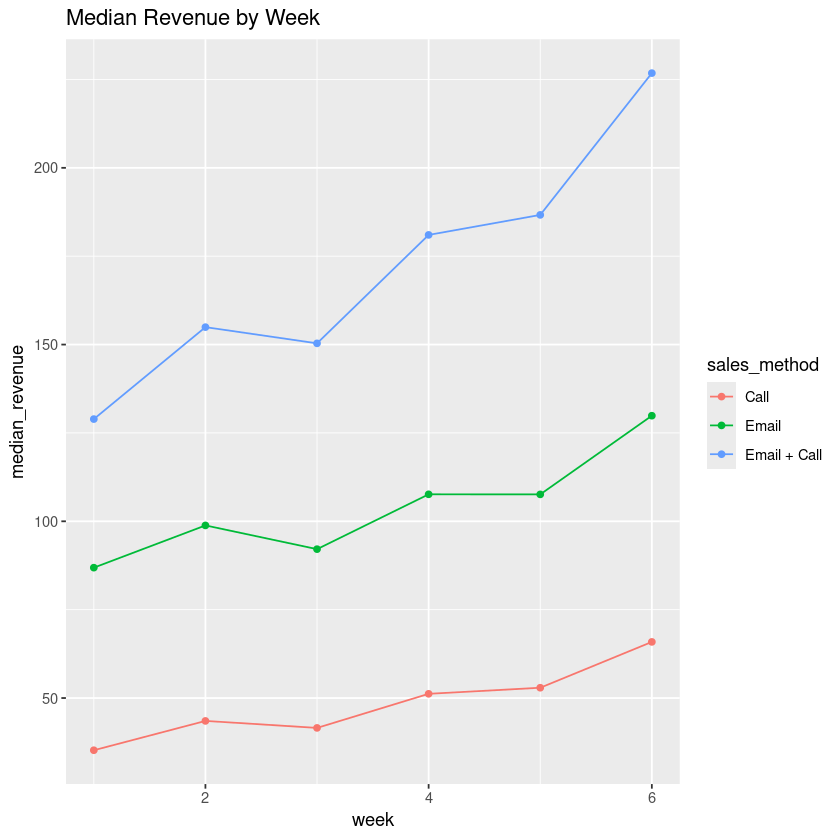 Median Revenue by Week
median_revenue
200
150
100
50
2
4
6
week
sales_method
Call
Email
Email + Call